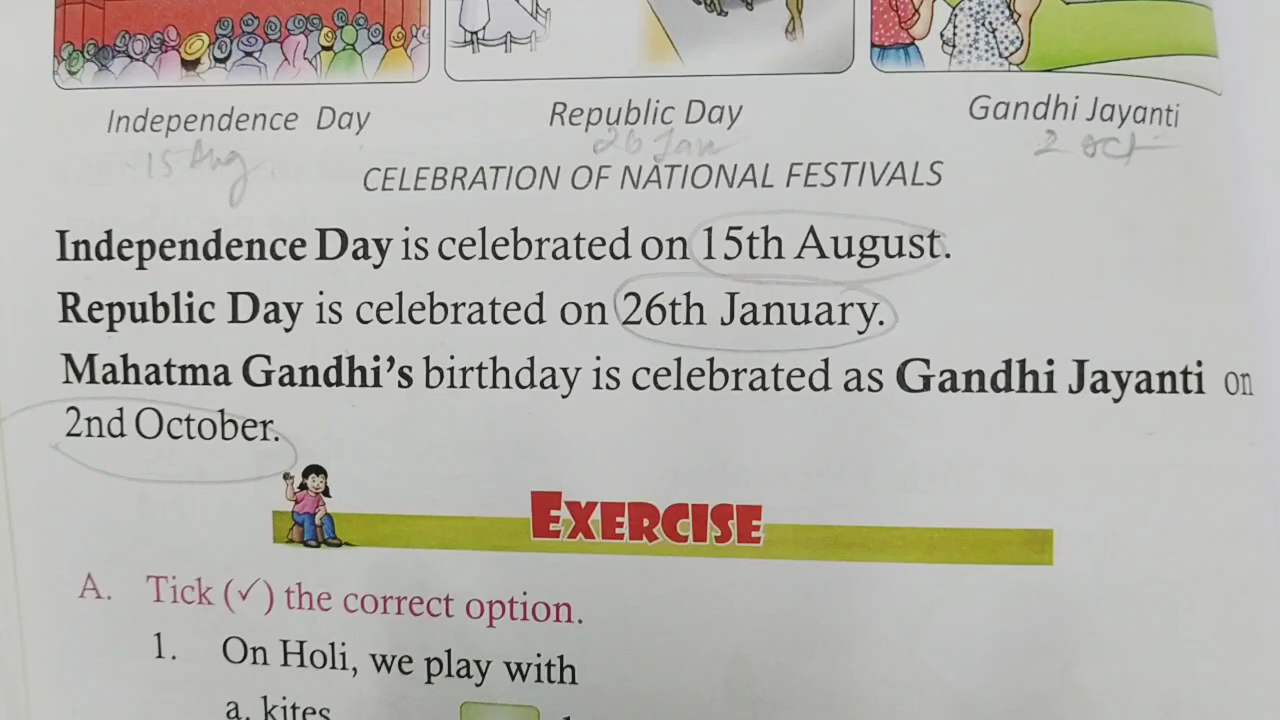 Independence Day Republic Day Gandhi Jayanti
15 Aug 26 Jan 2 Oct
CELEBRATION OF NATIONAL FESTIVALS
Independence Day is celebrated on 15th August.
Republic Day is celebrated on 26th January.
Mahatma Gandhi's birthday is celebrated as Gandhi Jayanti on
2nd October.
EXERCISE
A. Tick (✓) the correct option.
1. On Holi, we play with
a. kites